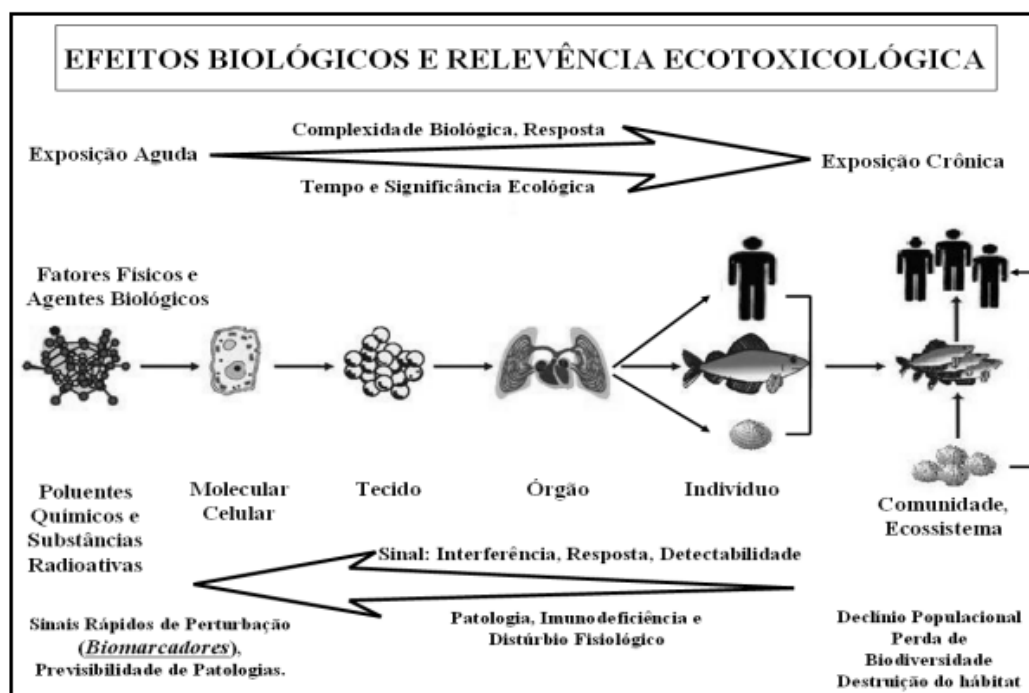 EFEITOS BIOLÓGICOS E RELEVÊNCIA ECOTOXICOLÓGICA
Complexidade Biológica, Resposta
Exposição Aguda
Exposição Crônica
Tempo e Significância Ecológica
Fatores Físicos e
Agentes Biológicos
Poluentes
Químicos e
Substâncias
Radioativas
Molecular
Celular
Tecido
Órgão
Indivíduo
Comunidade,
Ecossistema
Sinal: Interferência, Resposta, Detectabilidade
Patologia, Imunodeficiência e
Distúrbio Fisiológico
Sinais Rápidos de Perturbação
(Biomarcadores),
Previsibilidade de Patologias.
Declínio Populacional
Perda de
Biodiversidade
Destruição do hábitat